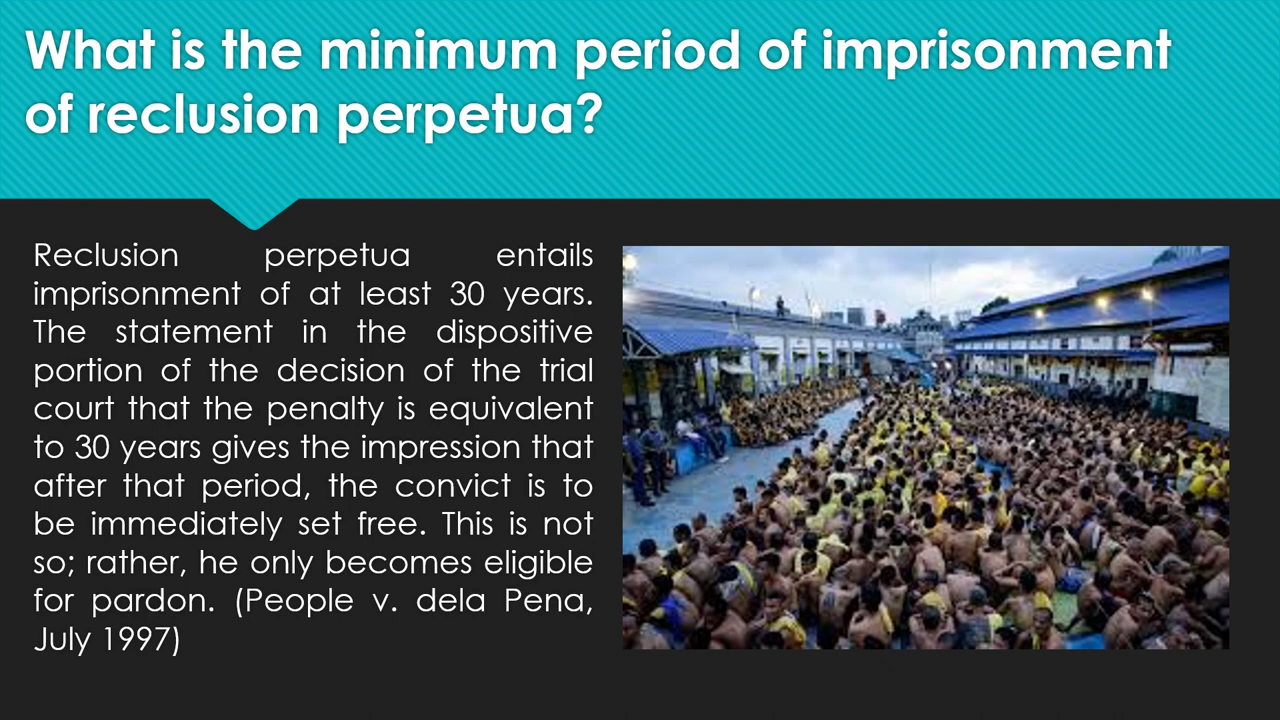 What is the minimum period of imprisonment
of reclusion perpetua?
Reclusion perpetua entails
imprisonment of at least 30 years.
The statement in the dispositive
portion of the decision of the trial
court that the penalty is equivalent
to 30 years gives the impression that
after that period, the convict is to
be immediately set free. This is not
so; rather, he only becomes eligible
for pardon. (People v. dela Pena,
July 1997)